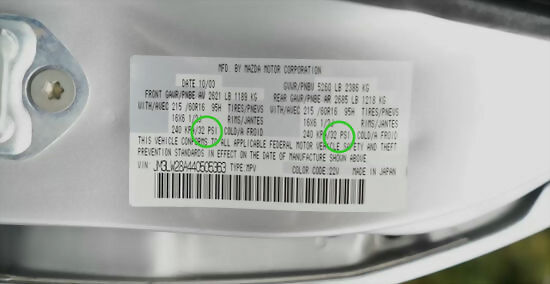 MFD. BY MAZDA MOTOR CORPORATION
DATE 10/03 GVWR/PNBV 5260 LB 2386 KG
FRONT GAWR/PNBE AV 2621 LB 1189 KG REAR GAWR/PNBE AR 2685 LB 1218 KG
WITH/AVEC 215/60R16 95H TIRES/PNEUS WITH/AVEC 215/60R16 95H TIRES/PNEUS
16X6 1/2J RIMS/JANTES 16X6 1/2J RIMS/JANTES
240 KPA/32 PSI COLD/A FROID 240 KPA/32 PSI COLD/A FROID
THIS VEHICLE CONFORMS TO ALL APPLICABLE FEDERAL MOTOR VEHICLE SAFETY AND THEFT
PREVENTION STANDARDS IN EFFECT ON THE DATE OF MANUFACTURE SHOWN ABOVE
VIN: JM3LW28A440505353 TYPE:MPV COLOR CODE:22V MADE IN JAPAN